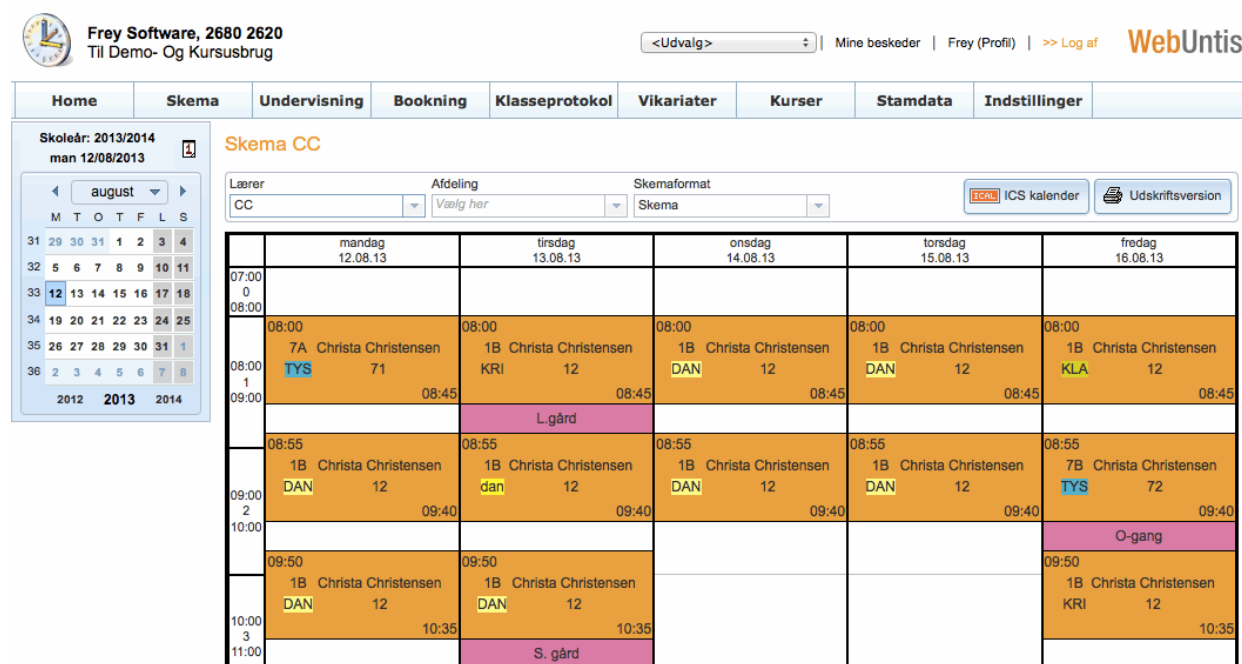 Frey Software, 2680 2620
Til Demo- Og Kursusbrug
<Udvalg> | Mine beskeder | Frey (Profil) | >> Log af WebUntis
Home Skema Undervisning Bookning Klasseprotokol Vikariater Kurser Stamdata Indstillinger
Skoleår: 2013/2014
man 12/08/2013
1
august
M T O T F L S
31 29 30 31 1 2 3 4
32 5 6 7 8 9 10 11
33 12 13 14 15 16 17 18
34 19 20 21 22 23 24 25
35 26 27 28 29 30 31 1
36 2 3 4 5 6 7 8
2012 2013 2014
Skema CC
Lærer Afdeling Skemaformat
CC Vælg her Skema
ICAL ICS kalender Udskriftsversion
mandag tirsdag onsdag torsdag fredag
12.08.13 13.08.13 14.08.13 15.08.13 16.08.13
07:00
0
08:00
08:00 08:00 08:00 08:00 08:00
7A Christa Christensen 1B Christa Christensen 1B Christa Christensen 1B Christa Christensen 1B Christa Christensen
08:00 TYS 71 KRI 12 DAN 12 DAN 12 KLA 12
1
09:00 08:45 08:45 08:45 08:45 08:45
L.gård
08:55 08:55 08:55 08:55 08:55
1B Christa Christensen 1B Christa Christensen 1B Christa Christensen 1B Christa Christensen 7B Christa Christensen
DAN 12 dan 12 DAN 12 DAN 12 TYS 72
09:00
2 09:40 09:40 09:40 09:40 09:40
10:00 O-gang
09:50 09:50 09:50
1B Christa Christensen 1B Christa Christensen 1B Christa Christensen
DAN 12 DAN 12 KRI 12
10:00 10:35 10:35 10:35
3
11:00 S. gård